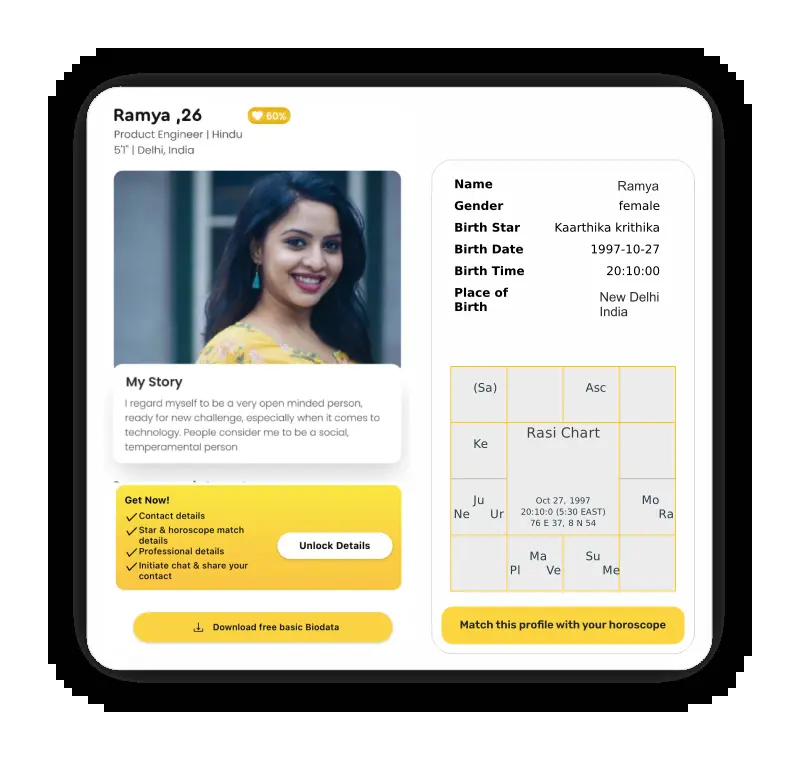 Ramya ,26
60%
Product Engineer | Hindu
5'1" | Delhi, India
My Story
I regard myself to be a very open minded person,
ready for new challenge, especially when it comes to
technology. People consider me to be a social,
temperamental person
Get Now!
Contact details
Star & horoscope match
details
Professional details
Initiate chat & share your
contact
Unlock Details
Download free basic Biodata
Name Ramya
Gender female
Birth Star Kaarthika krithika
Birth Date 1997-10-27
Birth Time 20:10:00
Place of
Birth
New Delhi
India
(Sa) Asc
Rasi Chart
Ke
Ju Mo
Ne Ur Ra
Oct 27, 1997
20:10:0 (5:30 EAST)
76 E 37, 8 N 54
Ma Su
Pl Ve Me
Match this profile with your horoscope